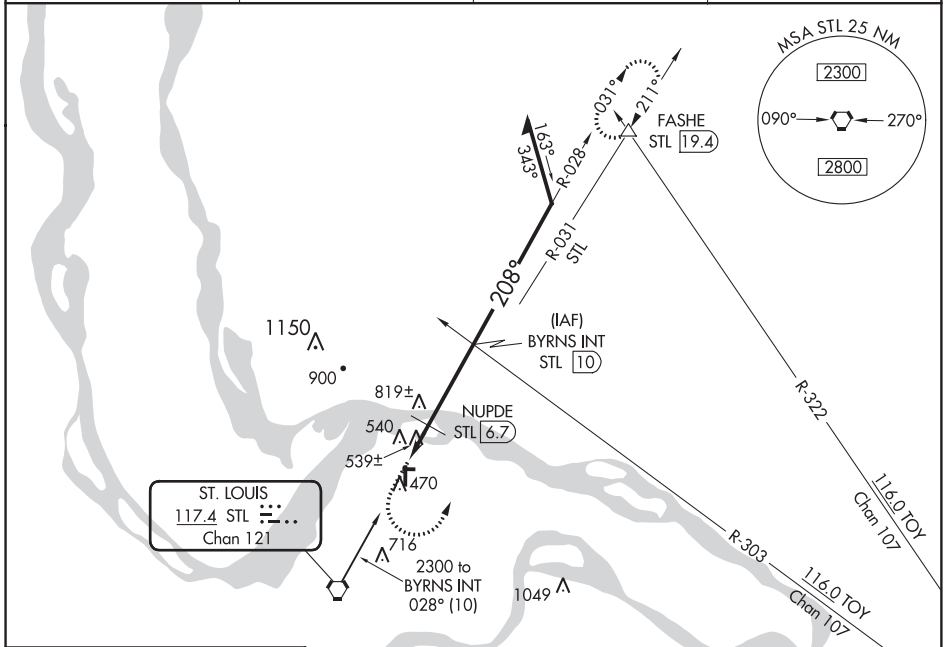 MSA STL 25 NM
2300
090°
270°
2800
031°
211°
FASHE
STL 19.4
163°
343°
R-028
R-031
STL
208°
(IAF)
BYRNS INT
STL 10
1150
900
819±
NUPDE
STL 6.7
540
539±
470
R-322
116.0 TOY
Chan 107
ST. LOUIS
117.4 STL
Chan 121
716
2300 to
BYRNS INT
028° (10)
1049
R-303
116.0 TOY
Chan 107